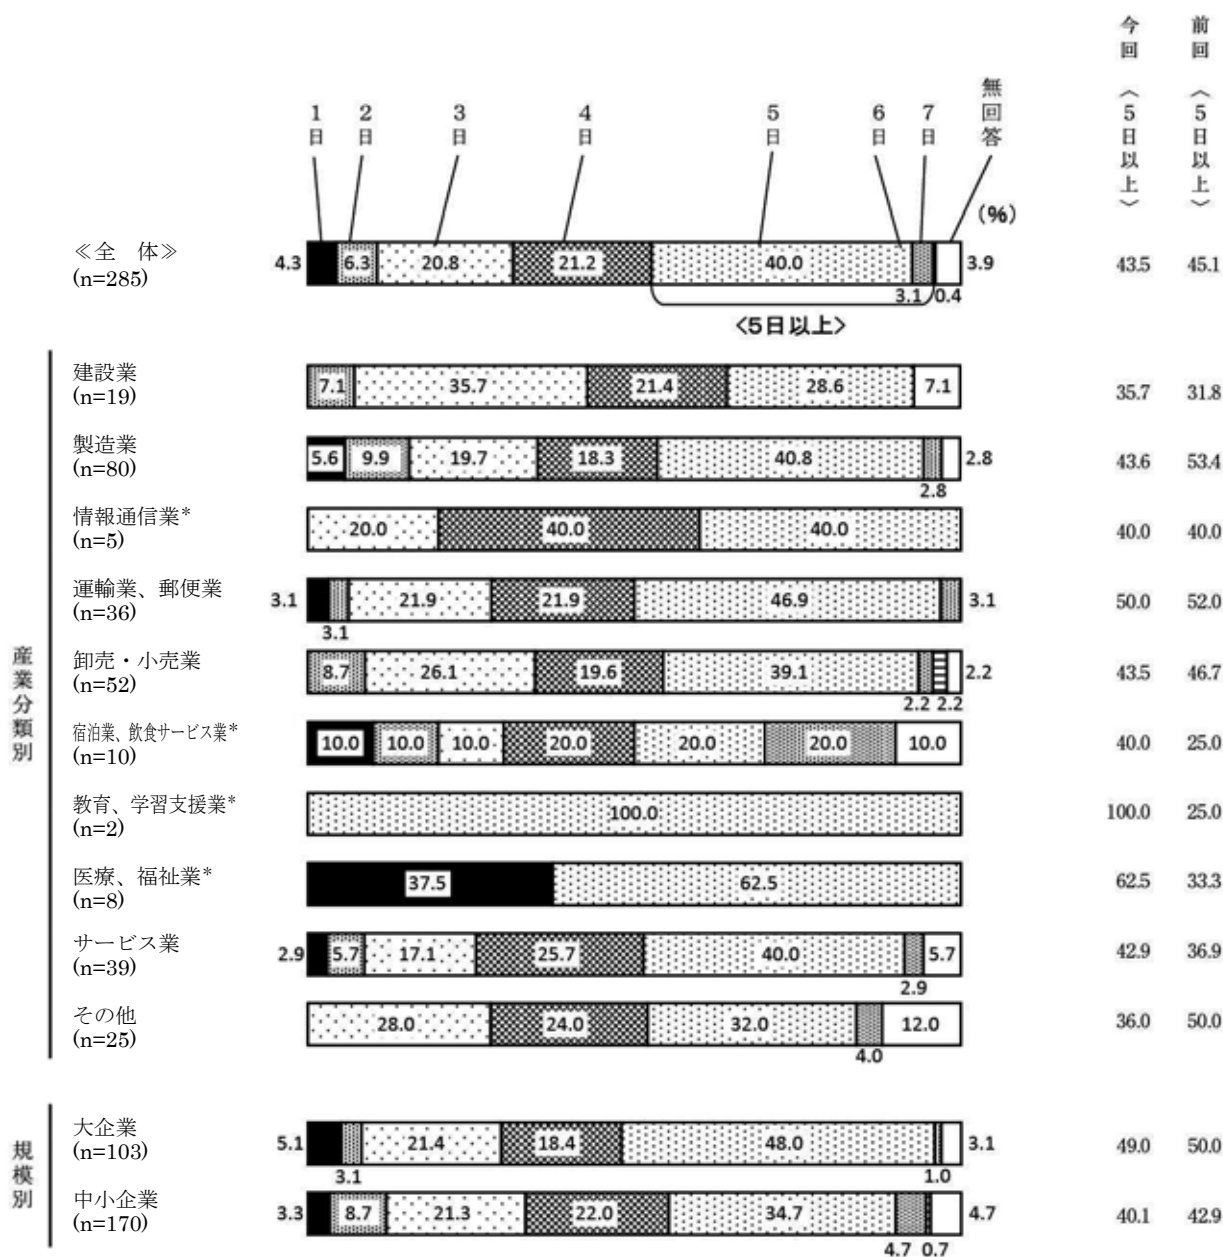 今回〈5日以上〉
前回〈5日以上〉
1日 2日 3日 4日 5日 6日 7日 無回答
(%)
≪全 体≫
(n=285)
4.3 6.3 20.8 21.2 40.0 3.9 43.5 45.1
3.1 0.4
<5日以上>
産業分類別
建設業
(n=19)
7.1 35.7 21.4 28.6 7.1 35.7 31.8
製造業
(n=80)
5.6 9.9 19.7 18.3 40.8 2.8 43.6 53.4
2.8
情報通信業*
(n=5)
20.0 40.0 40.0 40.0 40.0
運輸業、郵便業
(n=36)
3.1 21.9 21.9 46.9 3.1 50.0 52.0
3.1
卸売・小売業
(n=52)
8.7 26.1 19.6 39.1 2.2 43.5 46.7
2.2 2.2
宿泊業、飲食サービス業*
(n=10)
10.0 10.0 10.0 20.0 20.0 20.0 10.0 40.0 25.0
教育、学習支援業*
(n=2)
100.0 100.0 25.0
医療、福祉業*
(n=8)
37.5 62.5 62.5 33.3
サービス業
(n=39)
2.9 5.7 17.1 25.7 40.0 5.7 42.9 36.9
2.9
その他
(n=25)
28.0 24.0 32.0 12.0 36.0 50.0
4.0
規模別
大企業
(n=103)
5.1 21.4 18.4 48.0 3.1 49.0 50.0
3.1 1.0
中小企業
(n=170)
3.3 8.7 21.3 22.0 34.7 4.7 40.1 42.9
4.7 0.7